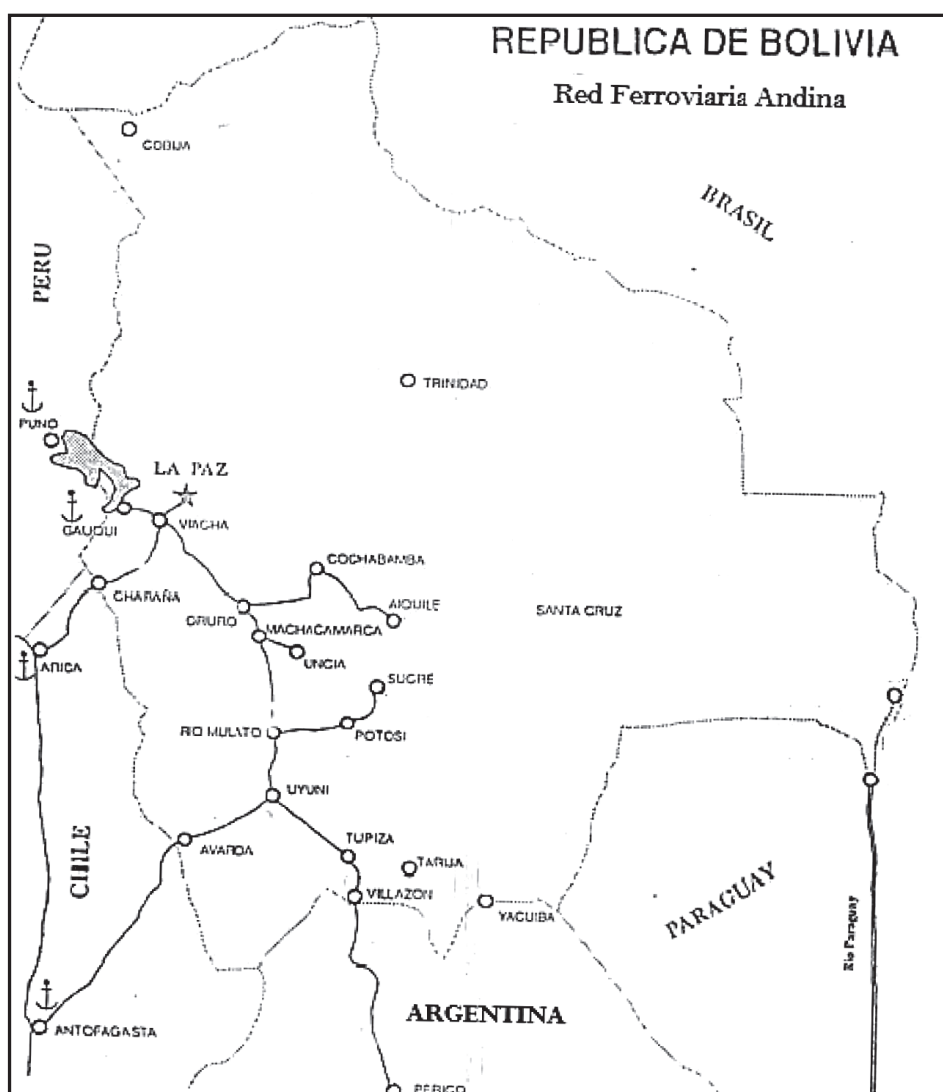 REPUBLICA DE BOLIVIA
Red Ferroviaria Andina
COBIJA
BRASIL
PERU
TRINIDAD
PUNO
LA PAZ
GAUQUI
VIACHA
COCHABAMBA
CHARAÑA
AIQUILE
SANTA CRUZ
ORURO
MACHACAMARCA
UNCIA
ARICA
SUCRE
RIO MULATO
POTOSI
UYUNI
CHILE
AVAROA
TUPIZA
TARIJA
VILLAZON
YACUIBA
PARAGUAY
Rio Paraguay
ARGENTINA
ANTOFAGASTA
PERICO